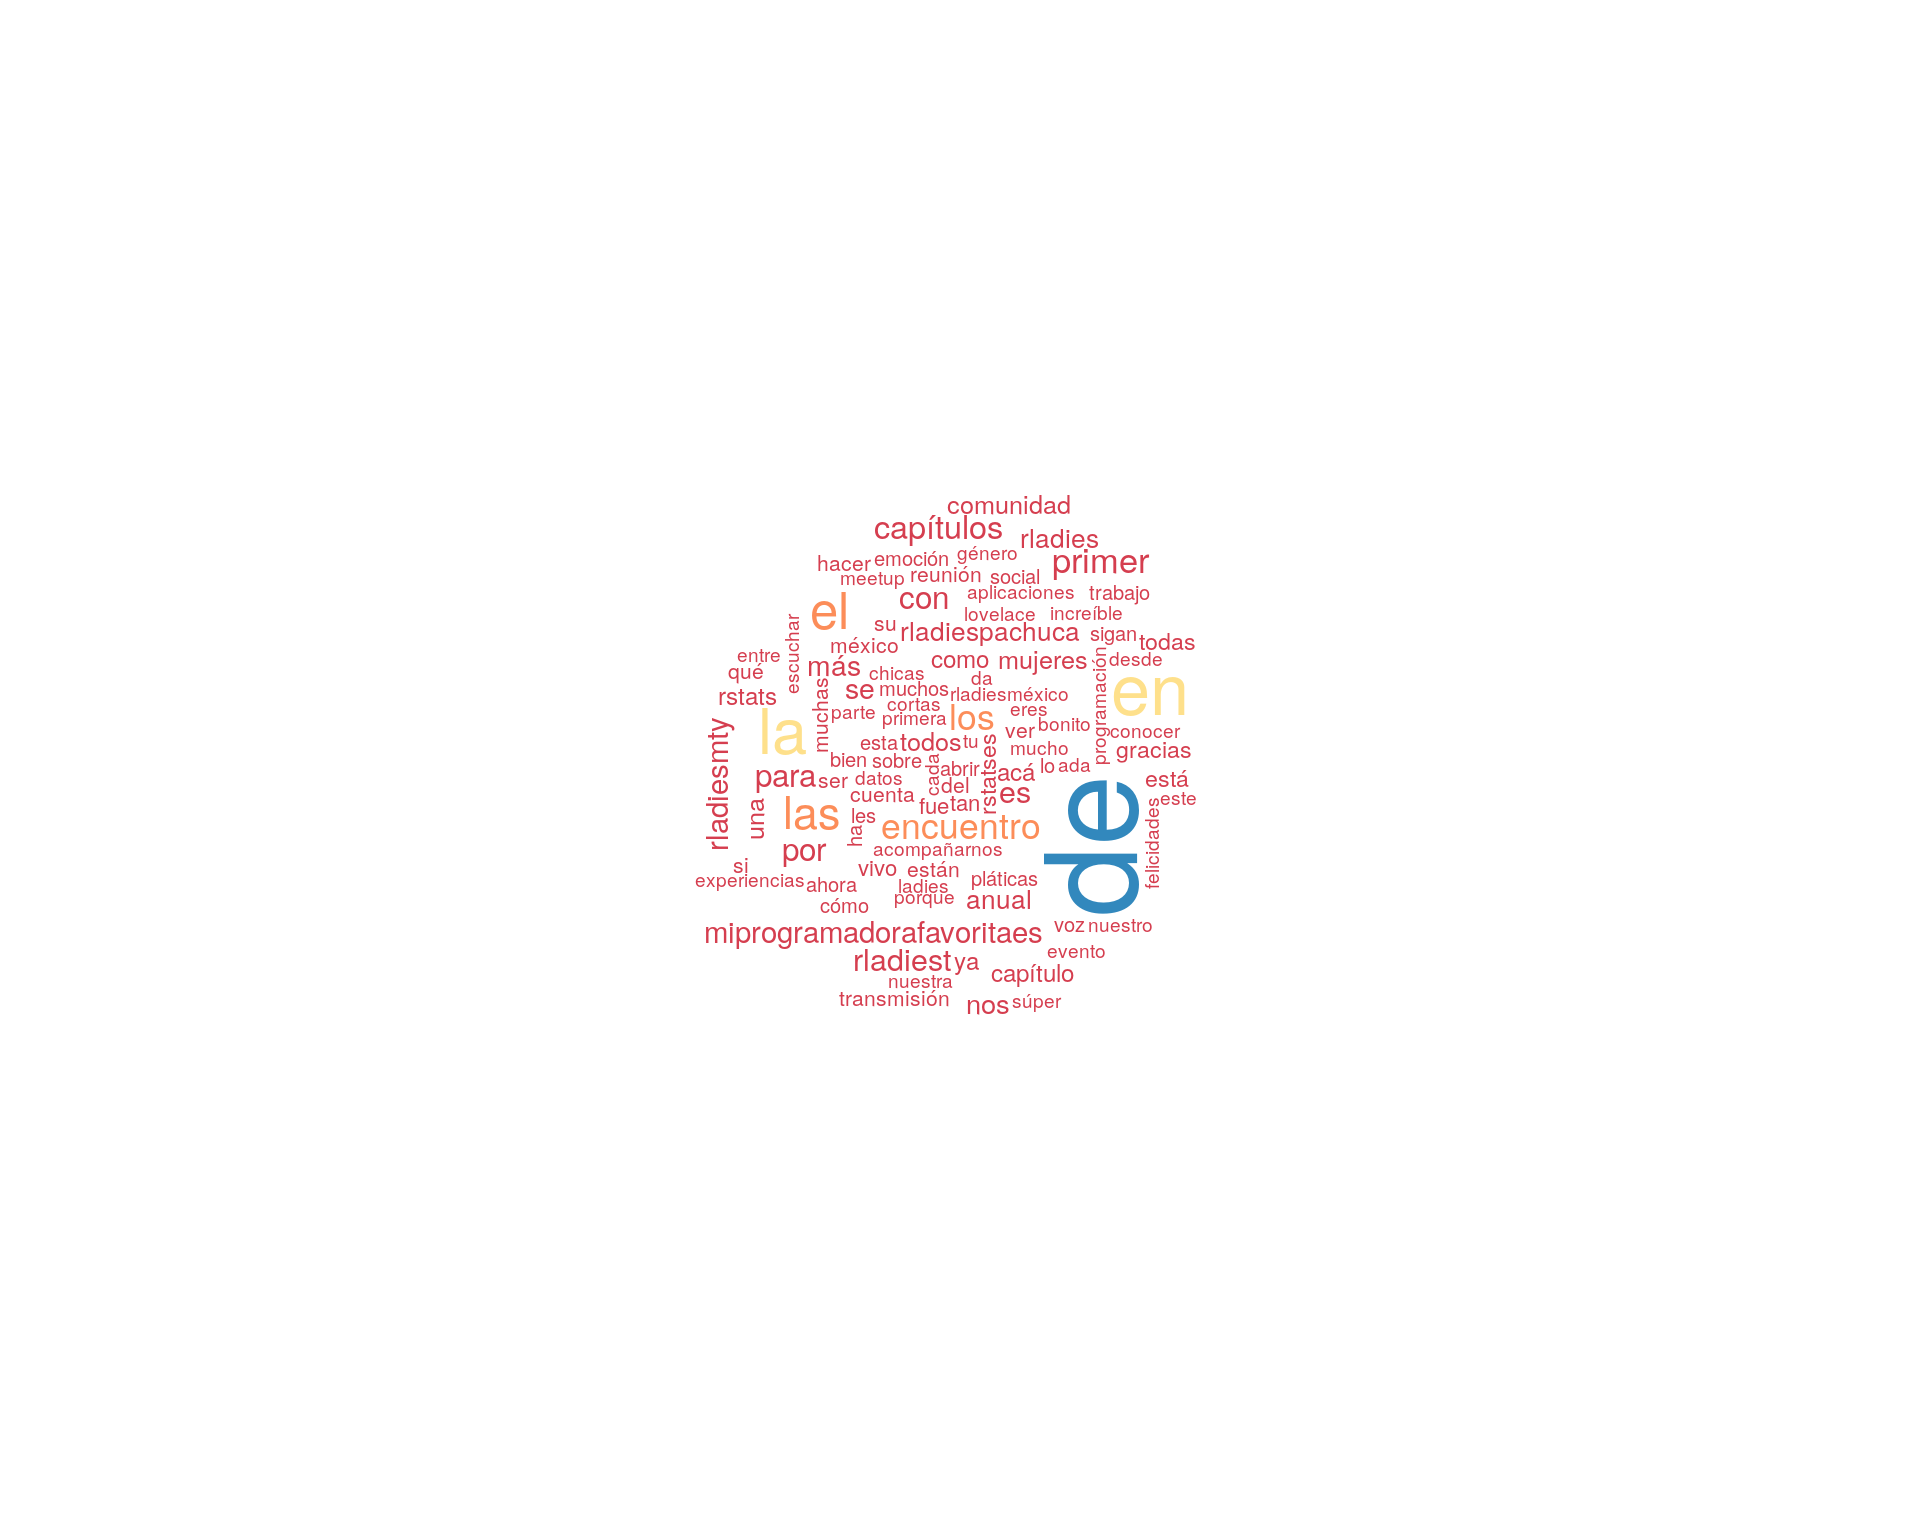 comunidad
capítulos
rladies
primer
hacer
emoción
género
meetup
reunión
social
aplicaciones
trabajo
el
con
lovelace
increíble
escuchar
su
rladiespachuca
sigan
todas
méxico
entre
qué
más
chicas
como
mujeres
programación
desde
rstats
se
muchos
da
rladiesméxico
en
muchas
parte
cortas
primera
los
eres
bonito
conocer
la
rladiesmty
esta
todos
tu
ver
mucho
gracias
bien
sobre
cada
abrir
rstatses
acá
lo
ada
está
para
ser
datos
del
es
de
este
una
las
cuenta
fue
tan
felicidades
les
ha
encuentro
por
acompañarnos
si
vivo
están
experiencias
ahora
ladies
pláticas
porque
anual
cómo
voz
nuestro
miprogramadorafavoritaes
evento
rladiest
ya
capítulo
nuestra
transmisión
nos
súper